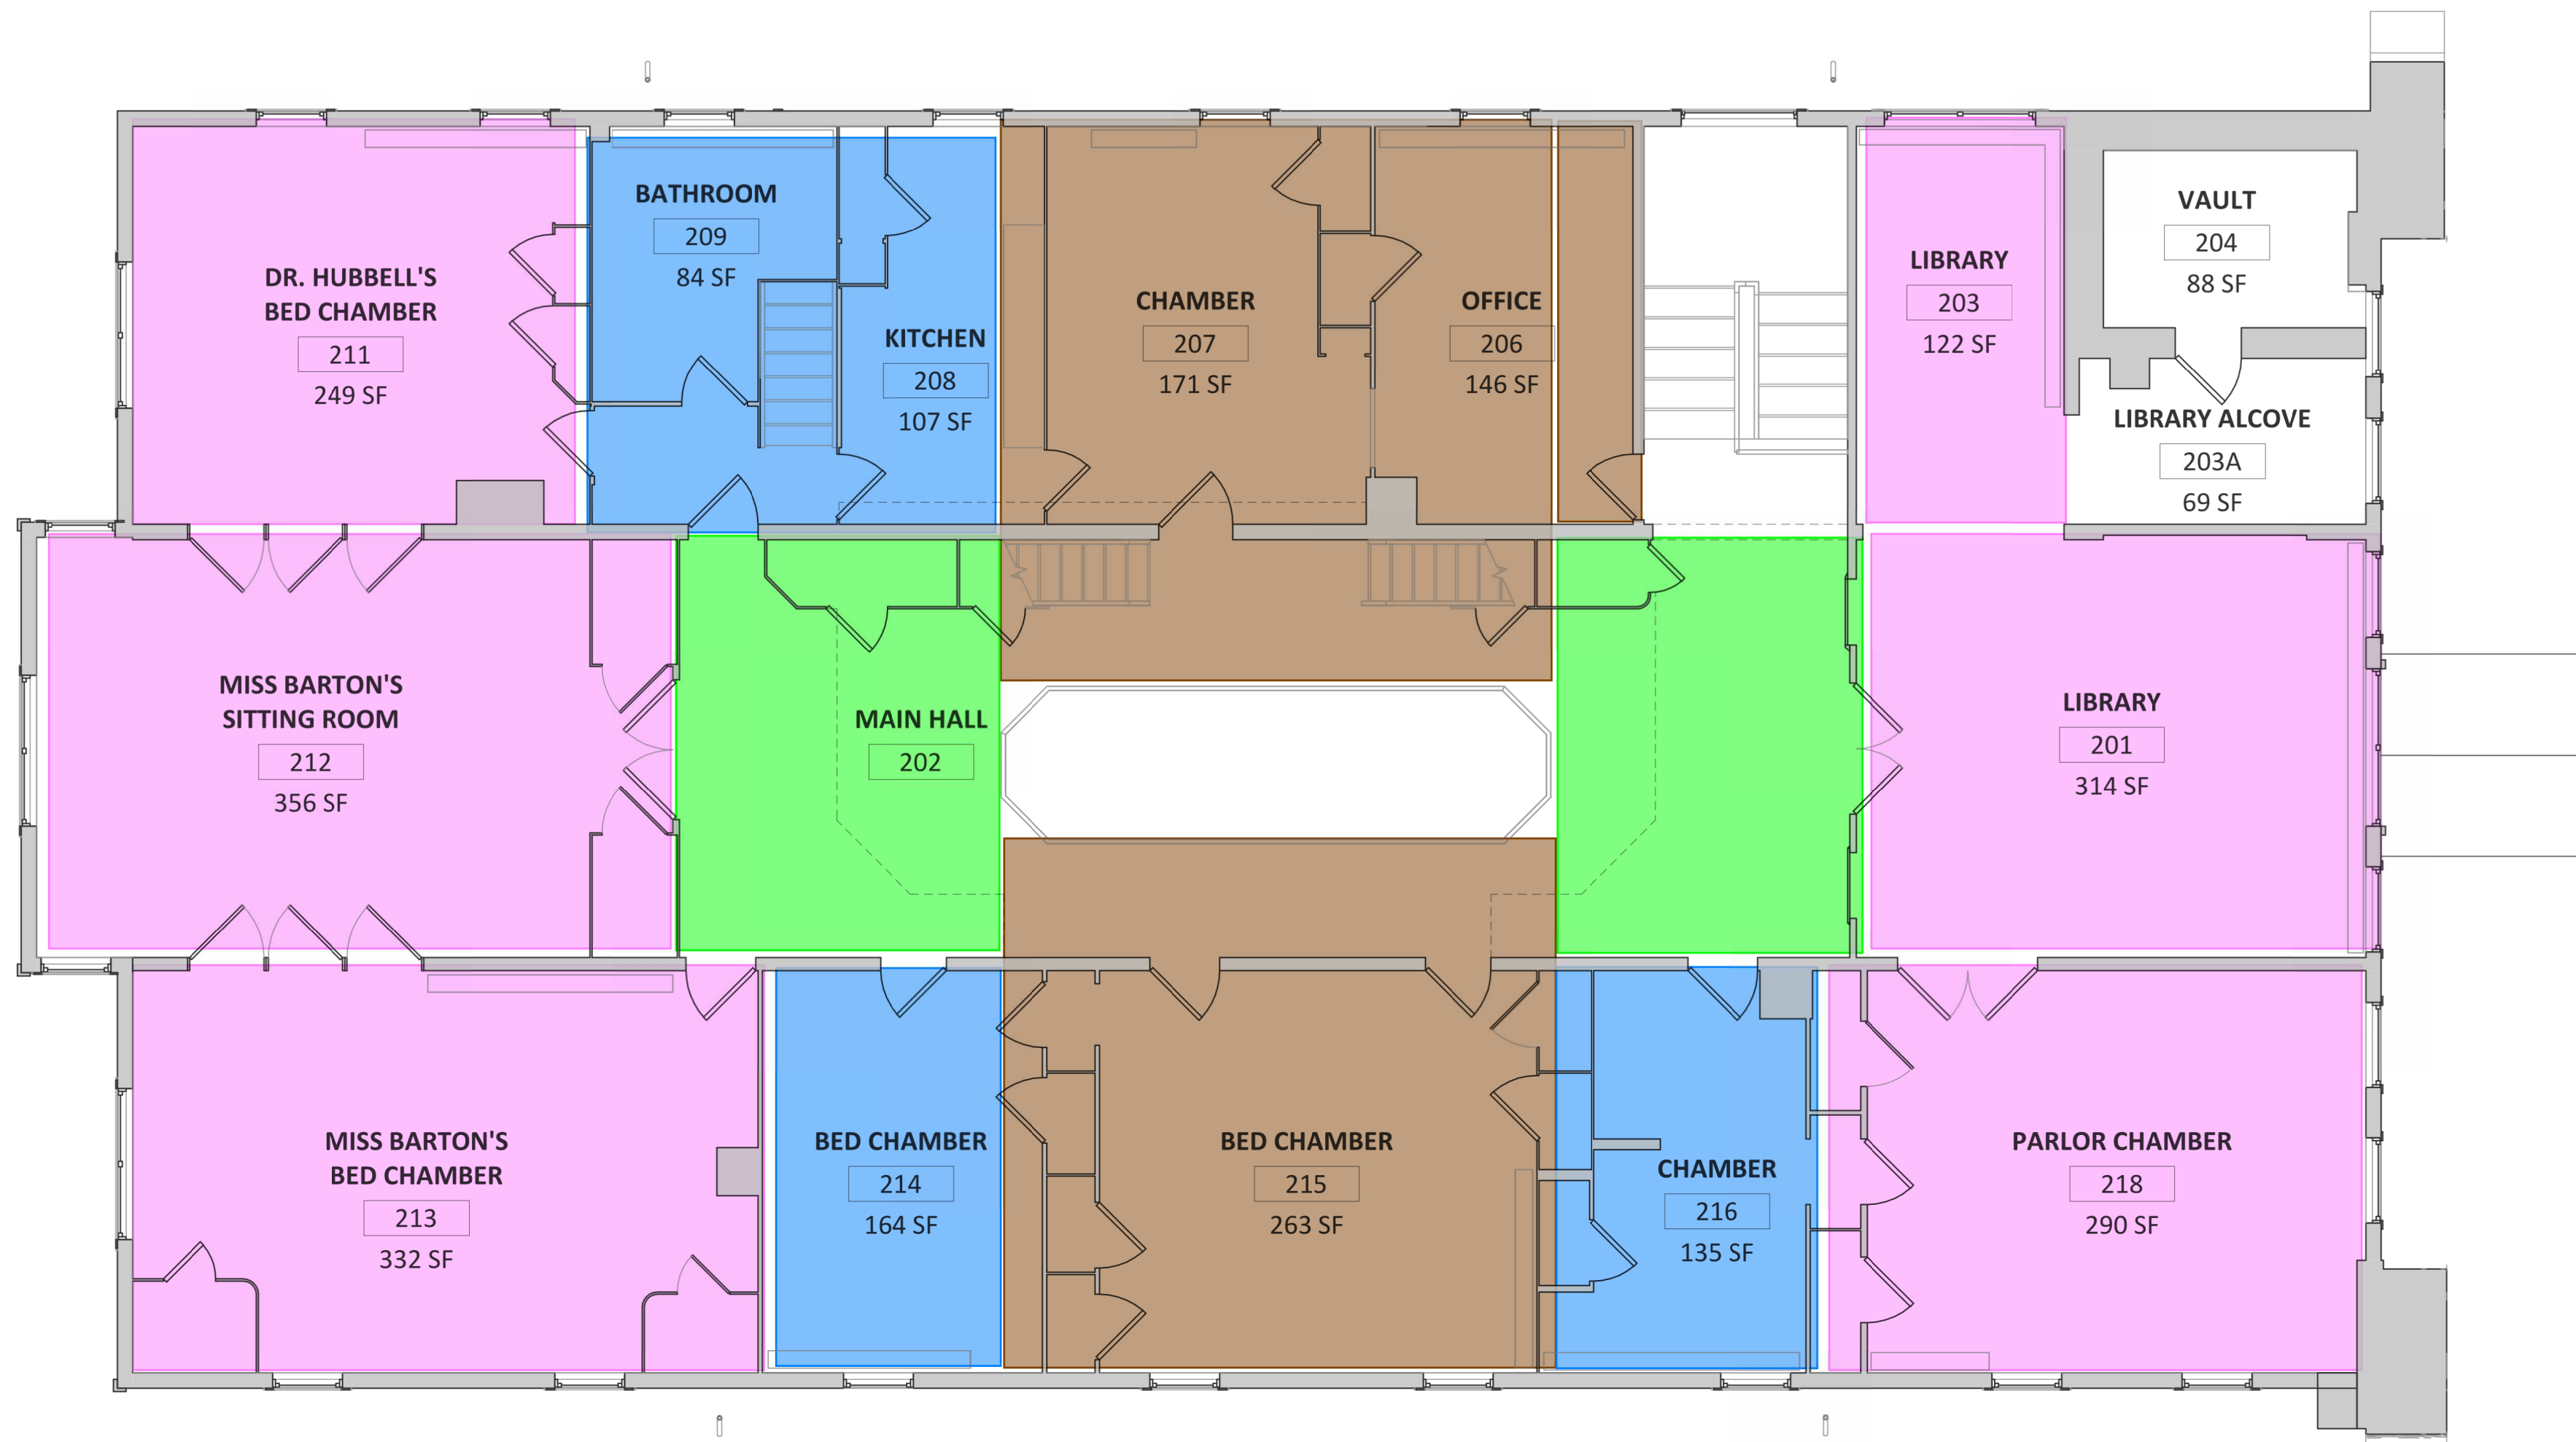 BATHROOM
209
84 SF
VAULT
204
88 SF
DR. HUBBELL'S
BED CHAMBER
211
249 SF
KITCHEN
208
107 SF
CHAMBER
207
171 SF
OFFICE
206
146 SF
LIBRARY
203
122 SF
LIBRARY ALCOVE
203A
69 SF
MISS BARTON'S
SITTING ROOM
212
356 SF
MAIN HALL
202
LIBRARY
201
314 SF
MISS BARTON'S
BED CHAMBER
213
332 SF
BED CHAMBER
214
164 SF
BED CHAMBER
215
263 SF
CHAMBER
216
135 SF
PARLOR CHAMBER
218
290 SF